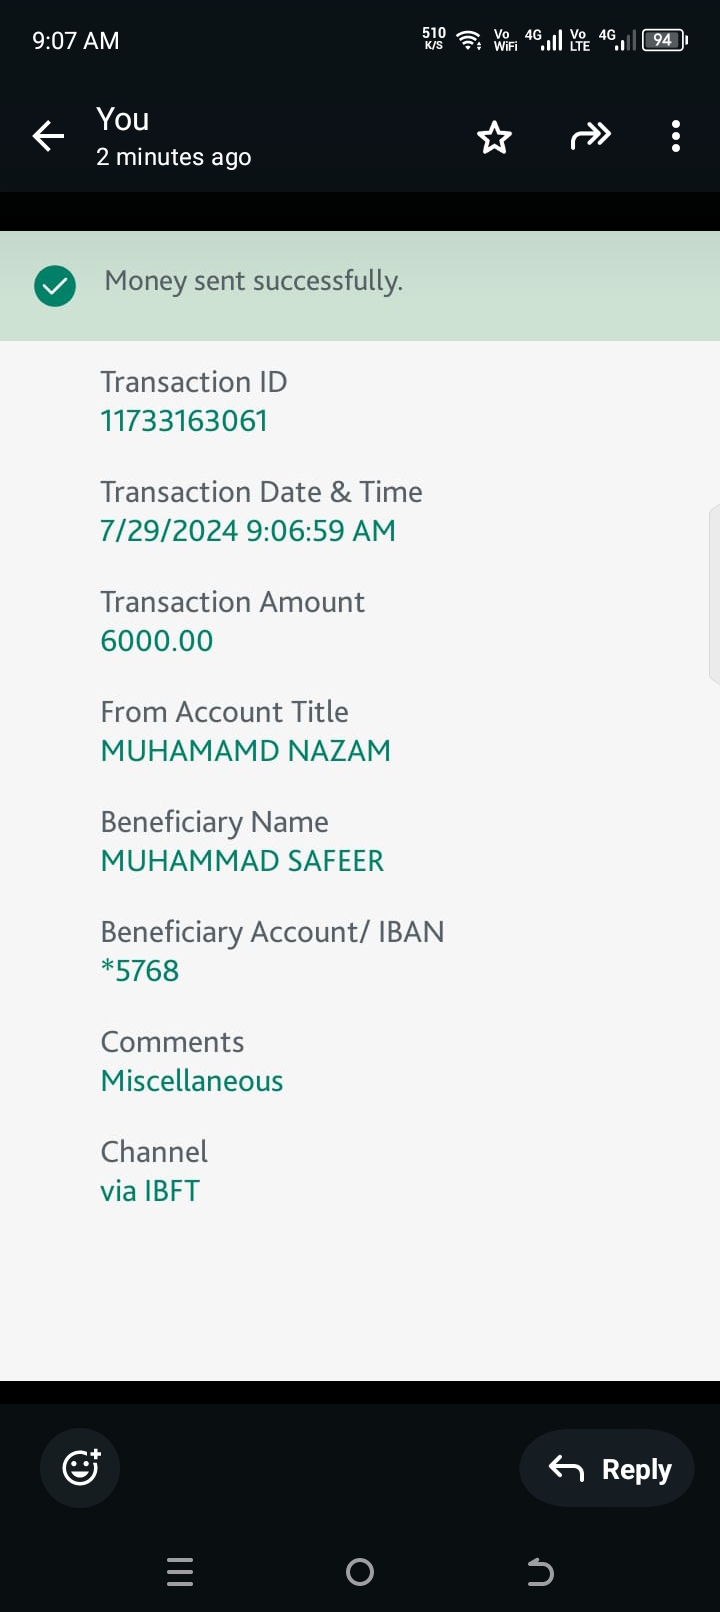 9:07 AM
510 K/S Vo WiFi 4G Vo LTE 4G 94
You
2 minutes ago
Money sent successfully.
Transaction ID
11733163061
Transaction Date & Time
7/29/2024 9:06:59 AM
Transaction Amount
6000.00
From Account Title
MUHAMAMD NAZAM
Beneficiary Name
MUHAMMAD SAFEER
Beneficiary Account/ IBAN
*5768
Comments
Miscellaneous
Channel
via IBFT
Reply